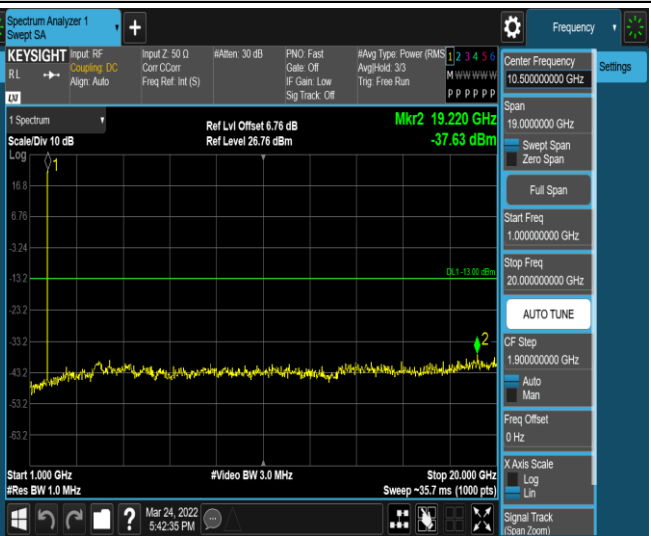 Spectrum Analyzer 1
Swept SA
+
Frequency
KEYSIGHT
RL
LXI
Input: RF
Coupling: DC
Align: Auto
Input Z: 50 Ω
Corr CCorr
Freq Ref: Int (S)
#Atten: 30 dB
PNO: Fast
Gate: Off
IF Gain: Low
Sig Track: Off
#Avg Type: Power (RMS
Avg|Hold: 3/3
Trig: Free Run
1 2 3 4 5 6
M W W W W W
P P P P P P
1 Spectrum
Scale/Div 10 dB
Ref Lvl Offset 6.76 dB
Ref Level 26.76 dBm
Mkr2 19.220 GHz
-37.63 dBm
Log
1
16.8
6.76
-3.24
-13.2
DL1 -13.00 dBm
-23.2
-33.2
2
-43.2
-53.2
-63.2
Start 1.000 GHz
#Video BW 3.0 MHz
Stop 20.000 GHz
#Res BW 1.0 MHz
Sweep ~35.7 ms (1000 pts)
?
Mar 24, 2022
5:42:35 PM
Center Frequency
10.500000000 GHz
Settings
Span
19.0000000 GHz
Swept Span
Zero Span
Full Span
Start Freq
1.000000000 GHz
Stop Freq
20.000000000 GHz
AUTO TUNE
CF Step
1.900000000 GHz
Auto
Man
Freq Offset
0 Hz
X Axis Scale
Log
Lin
Signal Track
(Span Zoom)